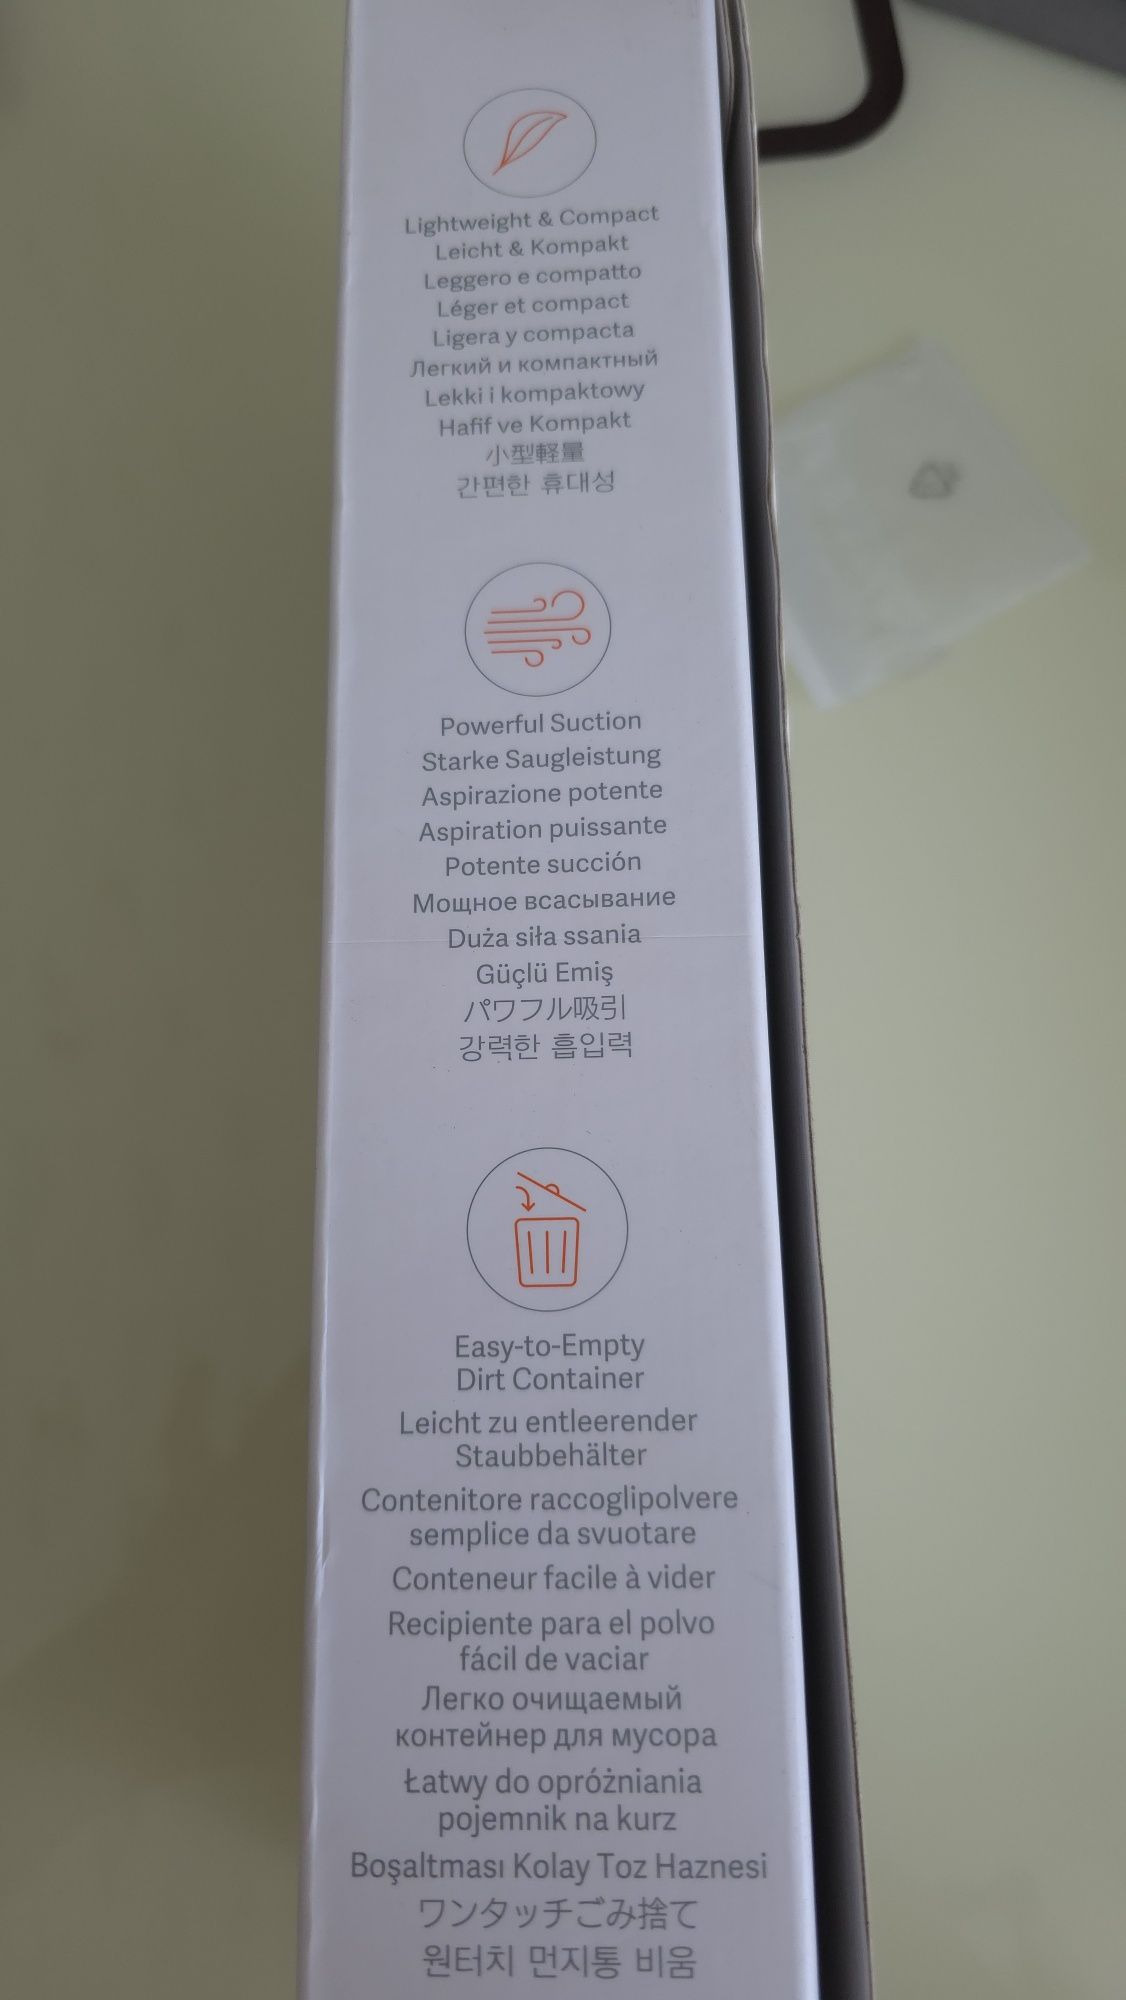 Lightweight & Compact
Leicht & Kompakt
Leggero e compatto
Léger et compact
Ligera y compacta
Легкий и компактный
Lekki i kompaktowy
Hafif ve Kompakt
小型軽量
간편한 휴대성
Powerful Suction
Starke Saugleistung
Aspirazione potente
Aspiration puissante
Potente succión
Мощное всасывание
Duża siła ssania
Güçlü Emiş
パワフル吸引
강력한 흡입력
Easy-to-Empty
Dirt Container
Leicht zu entleerender
Staubbehälter
Contenitore raccoglipolvere
semplice da svuotare
Conteneur facile à vider
Recipiente para el polvo
fácil de vaciar
Легко очищаемый
контейнер для мусора
Łatwy do opróżniania
pojemnik na kurz
Boşaltması Kolay Toz Haznesi
ワンタッチごみ捨て
원터치 먼지통 비움